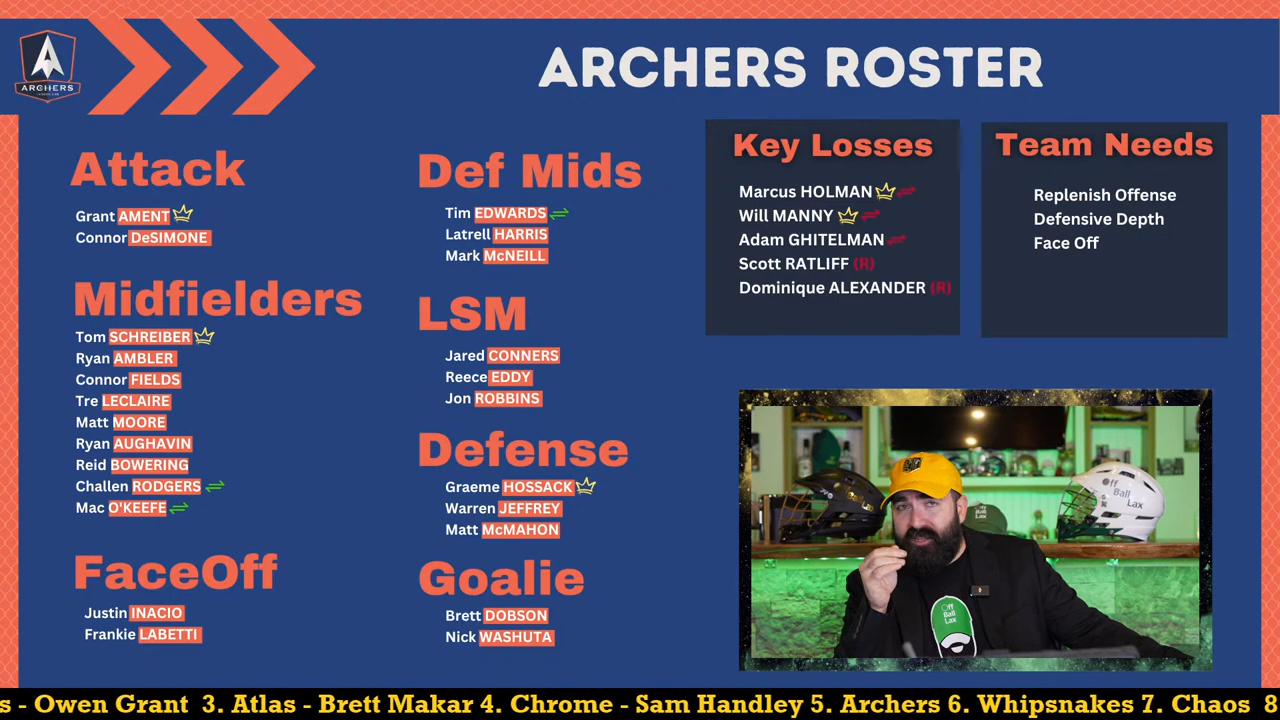 ARCHERS
ARCHERS ROSTER
Attack
Grant AMENT
Connor DeSIMONE
Midfielders
Tom SCHREIBER
Ryan AMBLER
Connor FIELDS
Tre LECLAIRE
Matt MOORE
Ryan AUGHAVIN
Reid BOWERING
Challen RODGERS
Mac O'KEEFE
FaceOff
Justin INACIO
Frankie LABETTI
Def Mids
Tim EDWARDS
Latrell HARRIS
Mark McNEILL
LSM
Jared CONNERS
Reece EDDY
Jon ROBBINS
Defense
Graeme HOSSACK
Warren JEFFREY
Matt McMAHON
Goalie
Brett DOBSON
Nick WASHUTA
Key Losses
Marcus HOLMAN
Will MANNY
Adam GHITELMAN
Scott RATLIFF (R)
Dominique ALEXANDER (R)
Team Needs
Replenish Offense
Defensive Depth
Face Off
Off
Ball
Lax
Off
Ball
Lax
s - Owen Grant 3. Atlas - Brett Makar 4. Chrome - Sam Handley 5. Archers 6. Whipsnakes 7. Chaos 8